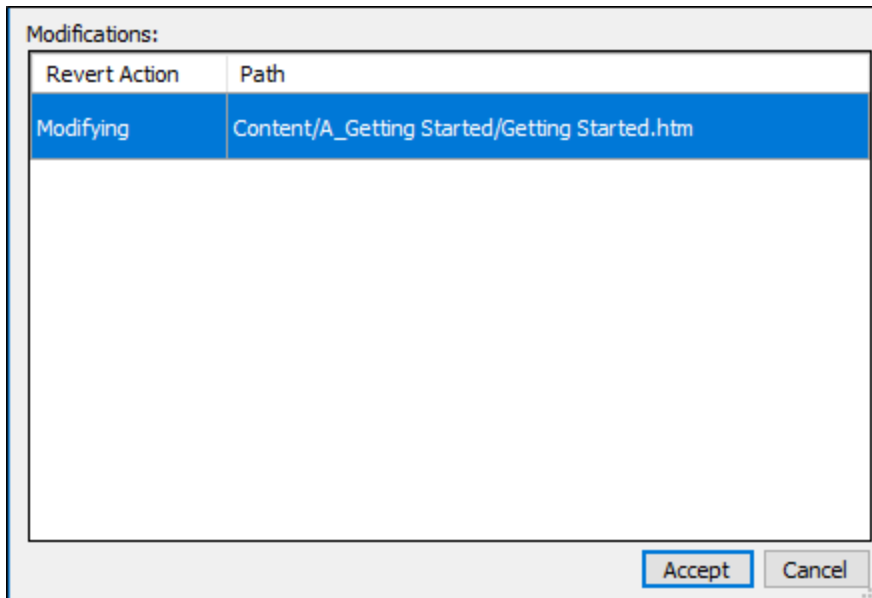 Modifications:
Revert Action Path
Modifying Content/A_Getting Started/Getting Started.htm
Accept Cancel